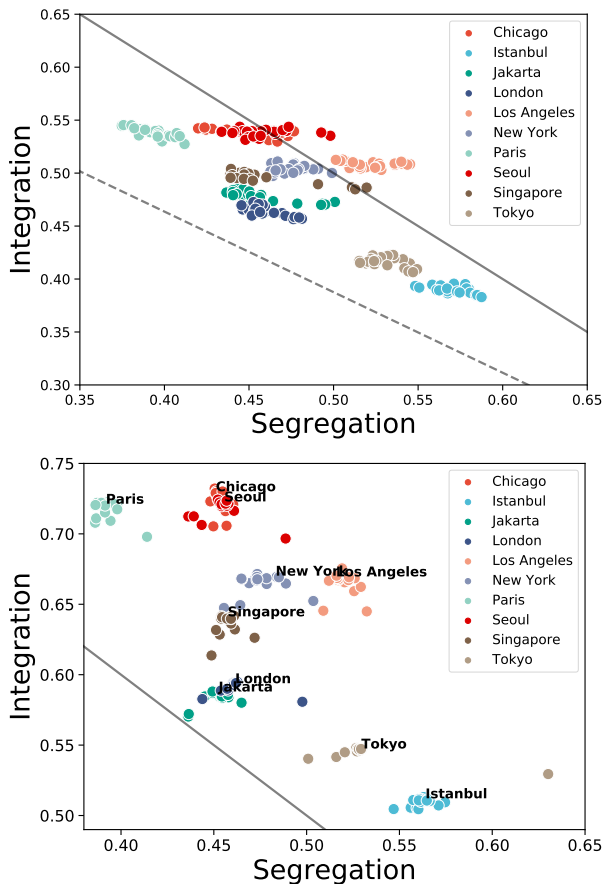 0.65
0.60
0.55
0.50
0.45
0.40
0.35
0.30
Integration
0.35
0.40
0.45
0.50
0.55
0.60
0.65
Segregation
Chicago
Istanbul
Jakarta
London
Los Angeles
New York
Paris
Seoul
Singapore
Tokyo
0.75
0.70
0.65
0.60
0.55
0.50
Integration
0.40
0.45
0.50
0.55
0.60
0.65
Segregation
Chicago
Istanbul
Jakarta
London
Los Angeles
New York
Paris
Seoul
Singapore
Tokyo
Paris
Chicago
Seoul
New York
Los Angeles
Singapore
London
Jakarta
Tokyo
Istanbul